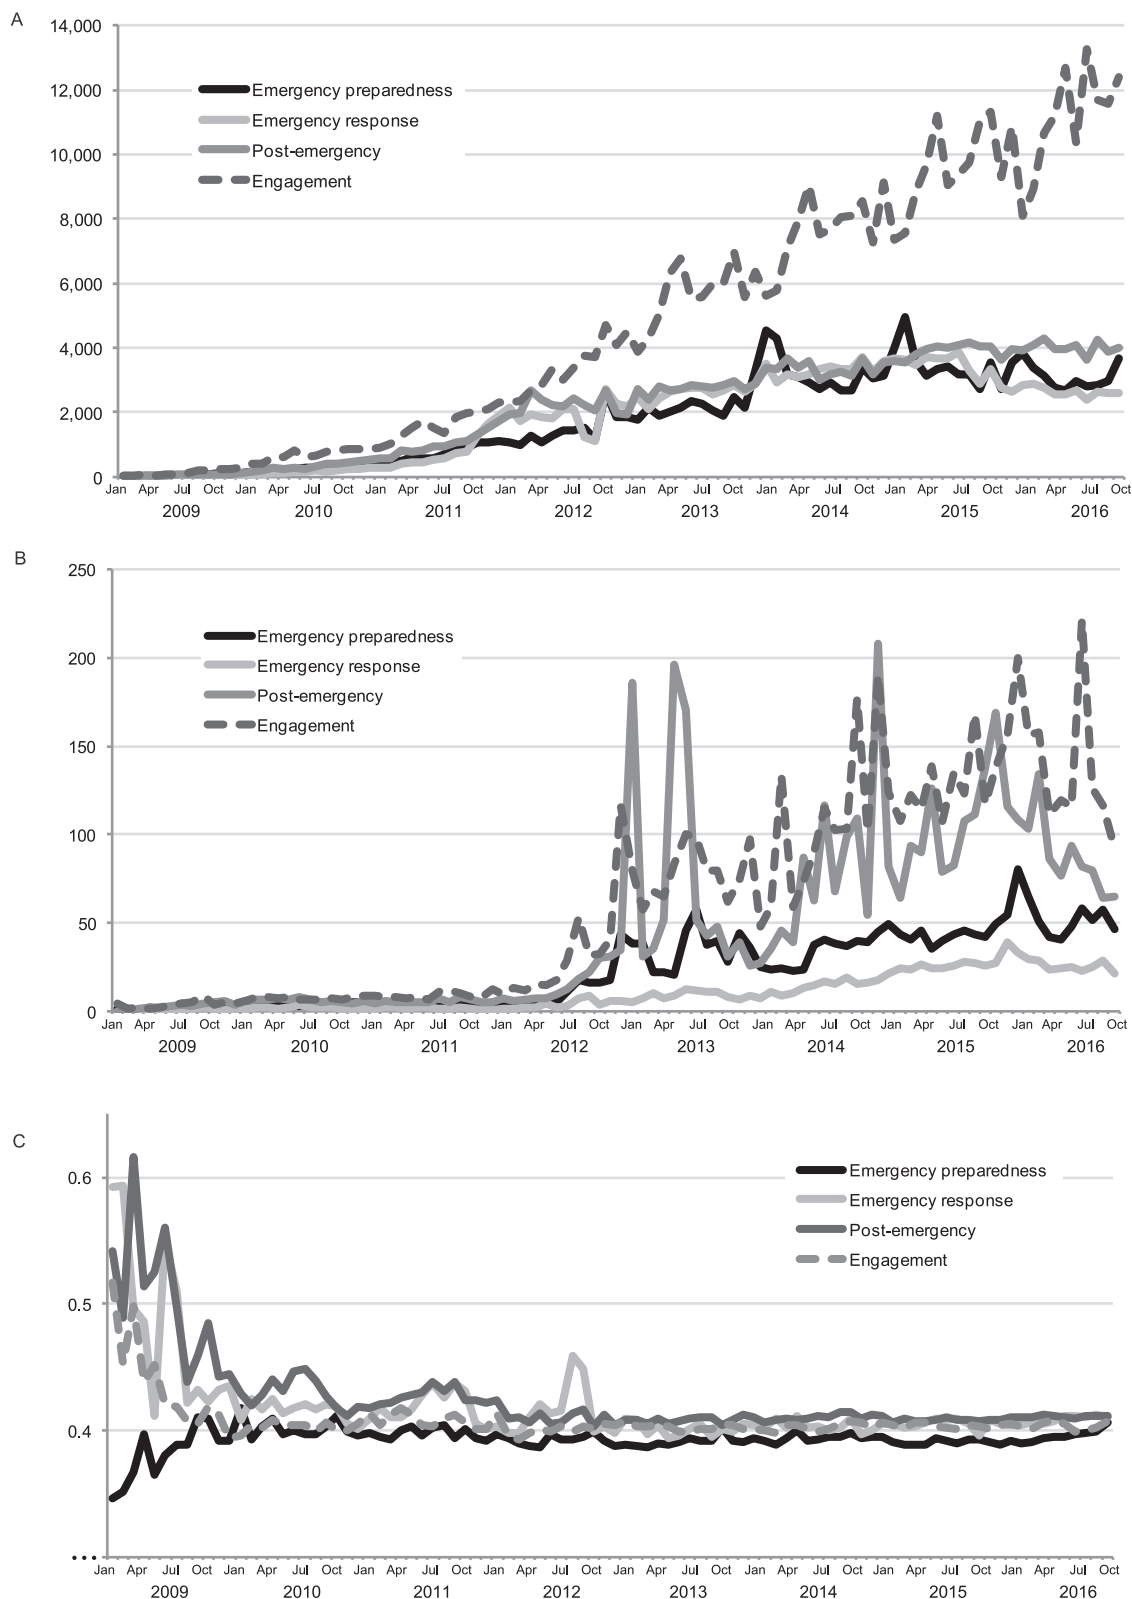 A
14,000
12,000
10,000
8,000
6,000
4,000
2,000
0
Emergency preparedness
Emergency response
Post-emergency
Engagement
Jan Apr Jul Oct Jan Apr Jul Oct Jan Apr Jul Oct Jan Apr Jul Oct Jan Apr Jul Oct Jan Apr Jul Oct Jan Apr Jul Oct Jan Apr Jul Oct
2009 2010 2011 2012 2013 2014 2015 2016
B
250
200
150
100
50
0
Emergency preparedness
Emergency response
Post-emergency
Engagement
Jan Apr Jul Oct Jan Apr Jul Oct Jan Apr Jul Oct Jan Apr Jul Oct Jan Apr Jul Oct Jan Apr Jul Oct Jan Apr Jul Oct Jan Apr Jul Oct
2009 2010 2011 2012 2013 2014 2015 2016
C
0.6
0.5
0.4
...
Emergency preparedness
Emergency response
Post-emergency
Engagement
Jan Apr Jul Oct Jan Apr Jul Oct Jan Apr Jul Oct Jan Apr Jul Oct Jan Apr Jul Oct Jan Apr Jul Oct Jan Apr Jul Oct Jan Apr Jul Oct
2009 2010 2011 2012 2013 2014 2015 2016